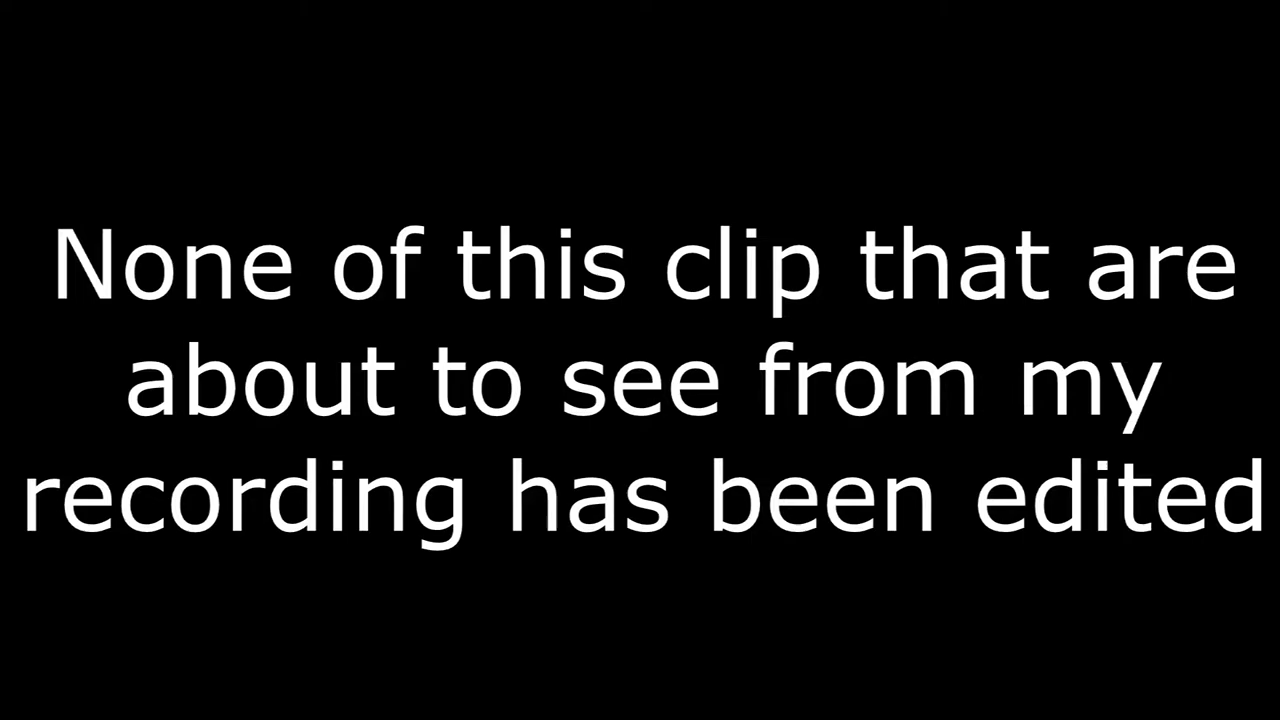 None of this clip that are
about to see from my
recording has been edited